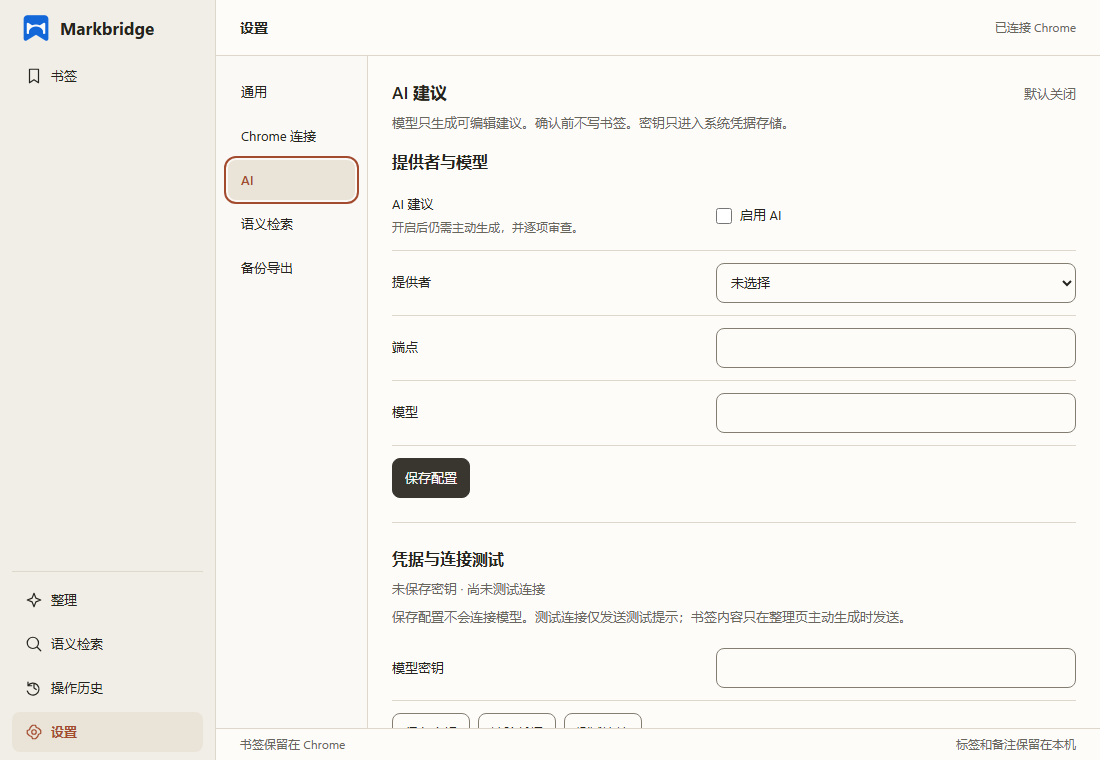 Markbridge
书签
整理
语义检索
操作历史
设置
设置
已连接 Chrome
通用
Chrome 连接
AI
语义检索
备份导出
AI 建议
默认关闭
模型只生成可编辑建议。确认前不写书签。密钥只进入系统凭据存储。
提供者与模型
AI 建议
开启后仍需主动生成，并逐项审查。
启用 AI
提供者
未选择
端点
模型
保存配置
凭据与连接测试
未保存密钥 · 尚未测试连接
保存配置不会连接模型。测试连接仅发送测试提示；书签内容只在整理页主动生成时发送。
模型密钥
书签保留在 Chrome
标签和备注保留在本机